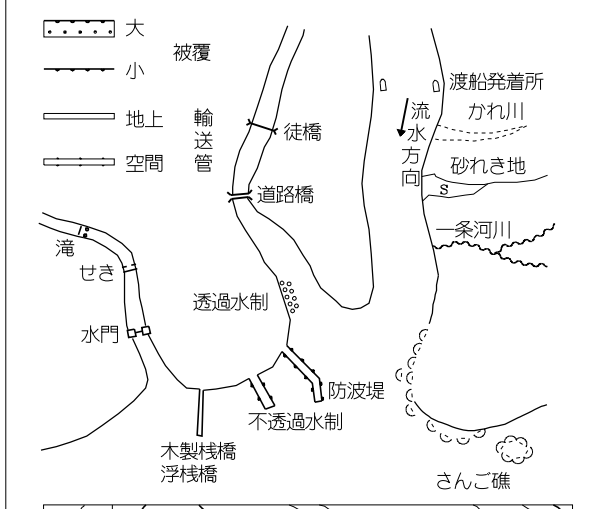 大
被覆
小
地上
輸送管
空間
渡船発着所
かれ川
流水方向
徒橋
砂れき地
s
道路橋
一条河川
滝
せき
透過水制
水門
防波堤
不透過水制
木製桟橋
浮桟橋
さんご礁